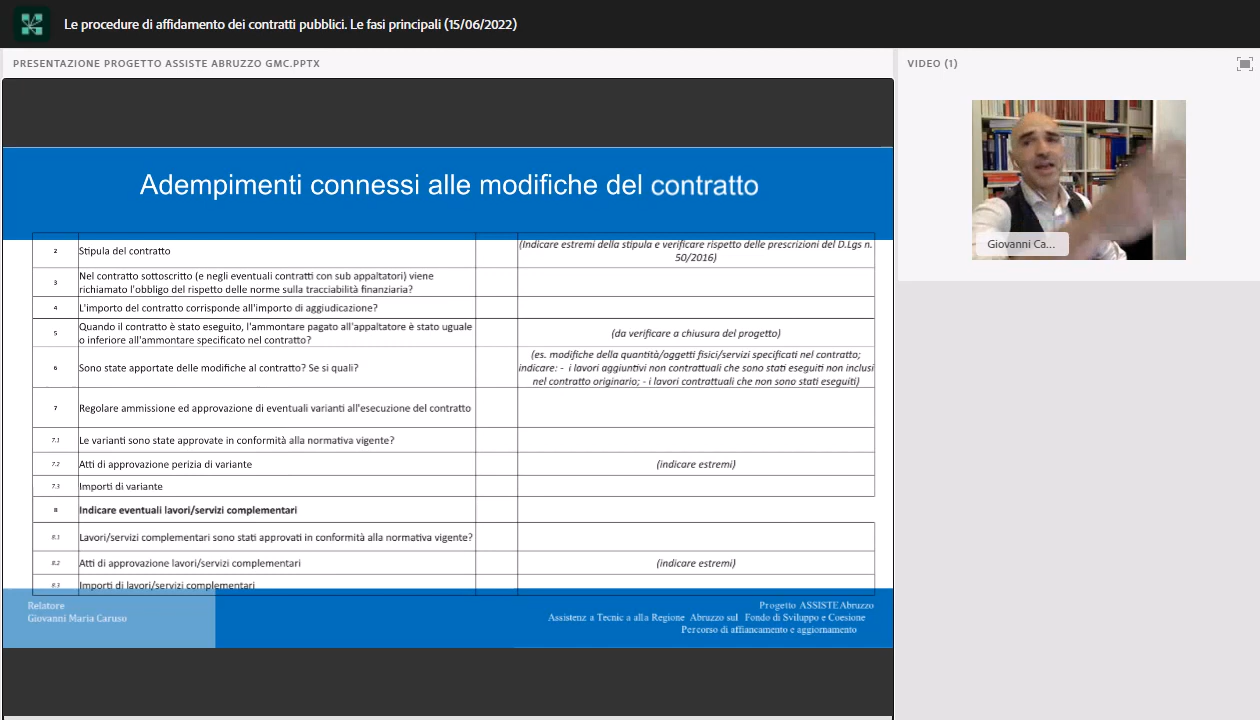 Le procedure di affidamento dei contratti pubblici. Le fasi principali (15/06/2022)
PRESENTAZIONE PROGETTO ASSISTE ABRUZZO GMC.PPTX
VIDEO (1)
Giovanni Ca...
Adempimenti connessi alle modifiche del contratto
2 Stipula del contratto (Indicare estremi della stipula e verificare rispetto delle prescrizioni del D.Lgs n.
50/2016)
3 Nel contratto sottoscritto (e negli eventuali contratti con sub appaltatori) viene
richiamato l'obbligo del rispetto delle norme sulla tracciabilità finanziaria?
4 L'importo del contratto corrisponde all'importo di aggiudicazione?
5 Quando il contratto è stato eseguito, l'ammontare pagato all'appaltatore è stato uguale
o inferiore all'ammontare specificato nel contratto?
(da verificare a chiusura del progetto)
6 Sono state apportate delle modifiche al contratto? Se si quali?
(es. modifiche della quantità/oggetti fisici/servizi specificati nel contratto;
indicare: - i lavori aggiuntivi non contrattuali che sono stati eseguiti non inclusi
nel contratto originario; - i lavori contrattuali che non sono stati eseguiti)
7 Regolare ammissione ed approvazione di eventuali varianti all'esecuzione del contratto
7.1 Le varianti sono state approvate in conformità alla normativa vigente?
7.2 Atti di approvazione perizia di variante (indicare estremi)
7.3 Importi di variante
8 Indicare eventuali lavori/servizi complementari
8.1 Lavori/servizi complementari sono stati approvati in conformità alla normativa vigente?
8.2 Atti di approvazione lavori/servizi complementari (indicare estremi)
8.3 Importi di lavori/servizi complementari
Relatore
Giovanni Maria Caruso
Progetto ASSISTE Abruzzo
Assistenz a Tecnic a alla Regione Abruzzo sul Fondo di Sviluppo e Coesione
Percorso di affiancamento e aggiornamento